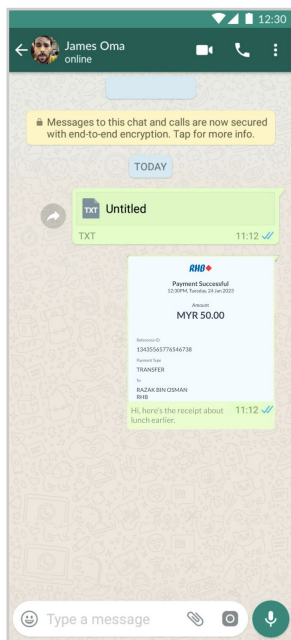 12:30
James Oma
online
Messages to this chat and calls are now secured
with end-to-end encryption. Tap for more info.
TODAY
TXT Untitled
TXT 11:12
RHB
Payment Successful
12:30PM, Tuesday, 24 Jan 2023
Amount
MYR 50.00
Reference ID
13435565776546738
Payment Type
TRANSFER
To
RAZAK BIN OSMAN
RHB
Hi, here's the receipt about 11:12
lunch earlier.
Type a message